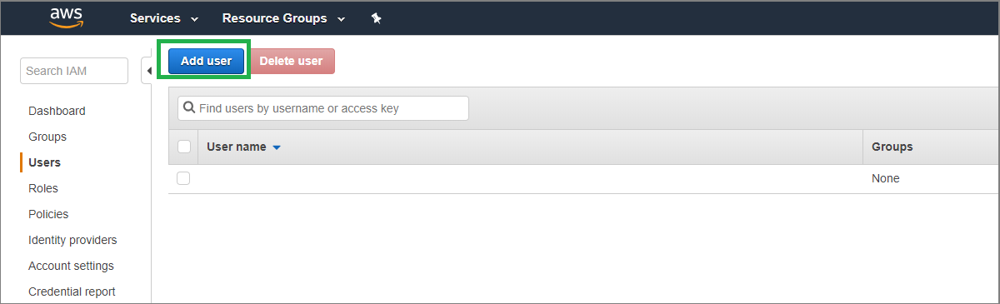 aws Services Resource Groups
Add user Delete user
Search IAM
Find users by username or access key
Dashboard
Groups
Users
Roles
Policies
Identity providers
Account settings
Credential report
User name Groups
None